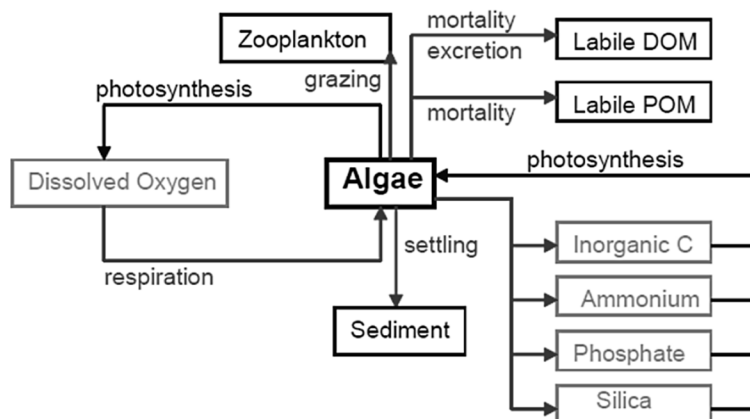 Zooplankton
mortality
excretion
Labile DOM
grazing
photosynthesis
mortality
Labile POM
photosynthesis
Dissolved Oxygen
Algae
settling
Inorganic C
respiration
Ammonium
Sediment
Phosphate
Silica